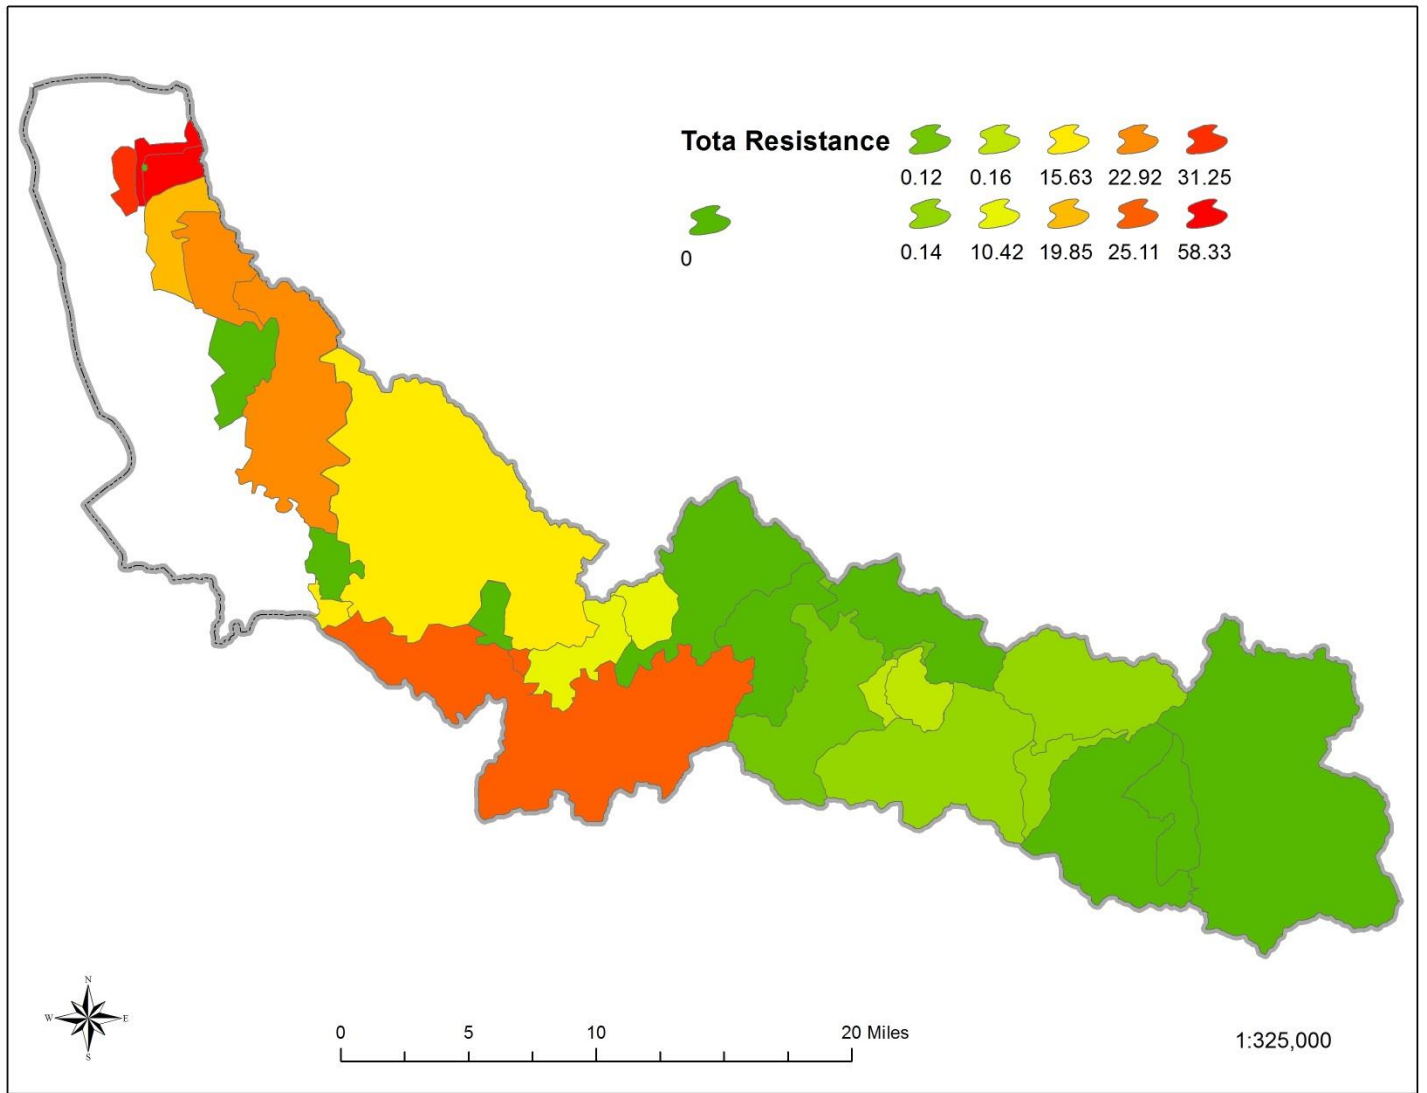 Tota Resistance
0.12 0.16 15.63 22.92 31.25
0
0.14 10.42 19.85 25.11 58.33
N
W E
S
0 5 10 20 Miles
1:325,000